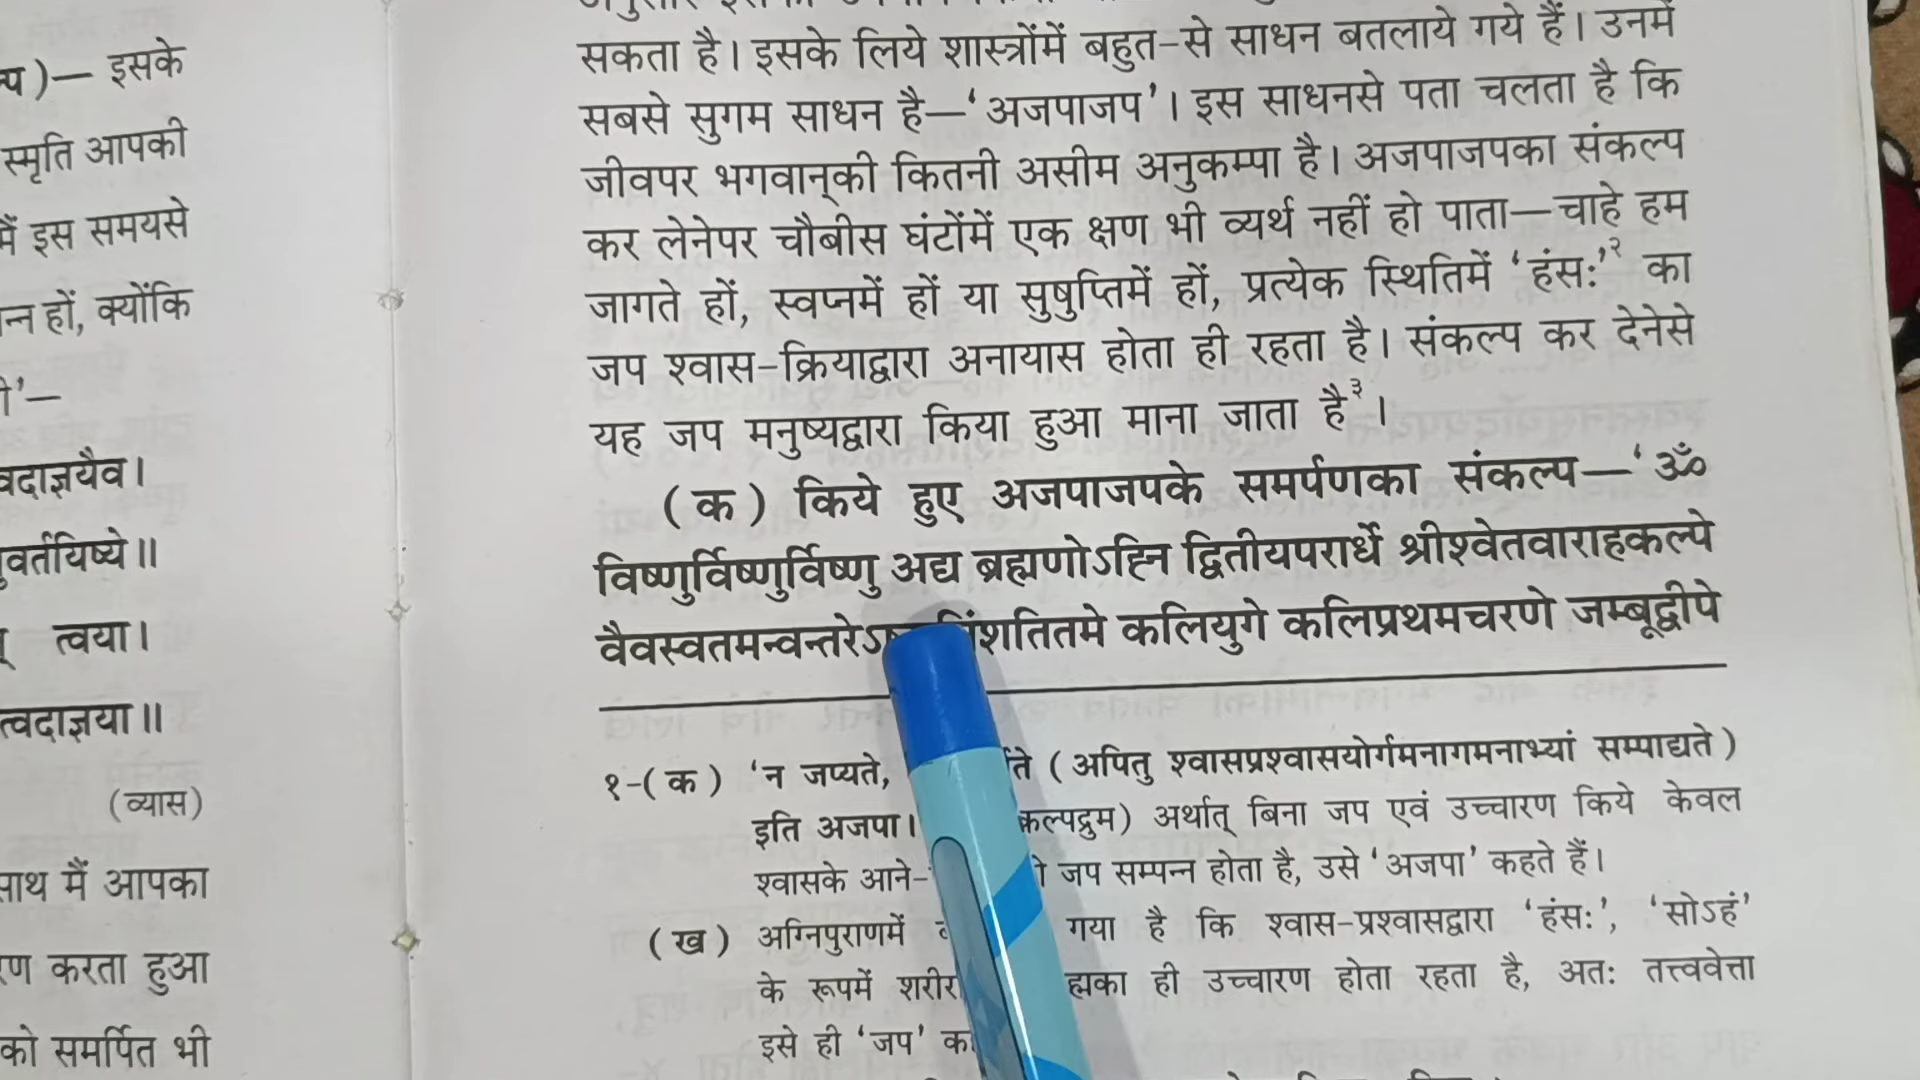 प्य)— इसके
स्मृति आपकी
मैं इस समयसे
हों, क्योंकि
वदाज्ञयैव।
वर्तयिष्ये॥
त्वया।
त्वदाज्ञया॥
(व्यास)
साथ मैं आपका
करता हुआ
को समर्पित भी
सकता है। इसके लिये शास्त्रोंमें बहुत-से साधन बतलाये गये हैं। उनमें
सबसे सुगम साधन है—'अजपाजप'। इस साधनसे पता चलता है कि
जीवपर भगवान्‌की कितनी असीम अनुकम्पा है। अजपाजपका संकल्प
कर लेनेपर चौबीस घंटोंमें एक क्षण भी व्यर्थ नहीं हो पाता—चाहे हम
जागते हों, स्वप्नमें हों या सुषुप्तिमें हों, प्रत्येक स्थितिमें 'हंसः'२ का
जप श्वास-क्रियाद्वारा अनायास होता ही रहता है। संकल्प कर देनेसे
यह जप मनुष्यद्वारा किया हुआ माना जाता है३।
(क) किये हुए अजपाजपके समर्पणका संकल्प—'ॐ
विष्णुर्विष्णुर्विष्णु अद्य ब्रह्मणोऽह्नि द्वितीयपरार्धे श्रीश्वेतवाराहकल्पे
वैवस्वतमन्वन्तरेऽ शतितमे कलियुगे कलिप्रथमचरणे जम्बूद्वीपे
१-(क) 'न जप्यते, (अपितु श्वासप्रश्वासयोर्गमनागमनाभ्यां सम्पाद्यते)
इति अजपा। कल्पद्रुम) अर्थात् बिना जप एवं उच्चारण किये केवल
श्वासके आने- जप सम्पन्न होता है, उसे 'अजपा' कहते हैं।
(ख) अग्निपुराणमें गया है कि श्वास-प्रश्वासद्वारा 'हंसः', 'सोऽहं'
के रूपमें ही उच्चारण होता रहता है, अतः तत्त्ववेत्ता
इसे ही 'जप'